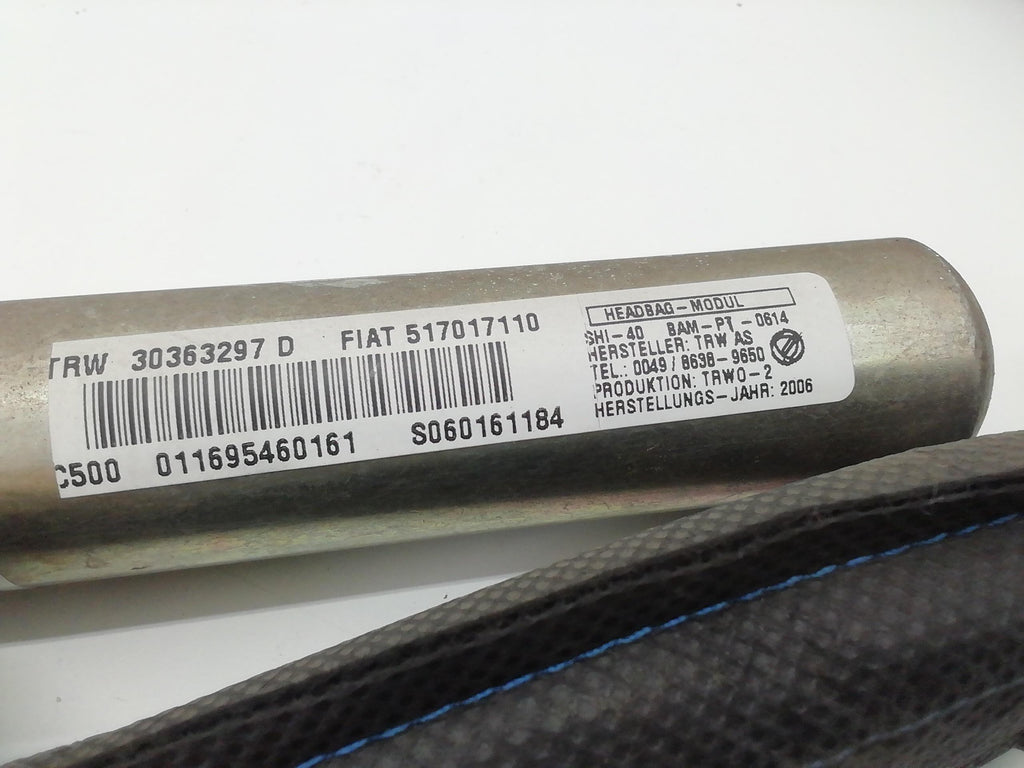 TRW 30363297 D FIAT 517017110
C500 011695460161 S060161184
HEADBAG-MODUL
SHI-40 BAM-PT.-0614
HERSTELLER: TRW AS
TEL.: 0049 / 8638-9650
PRODUKTION: TRWO-2
HERSTELLUNGS-JAHR: 2006